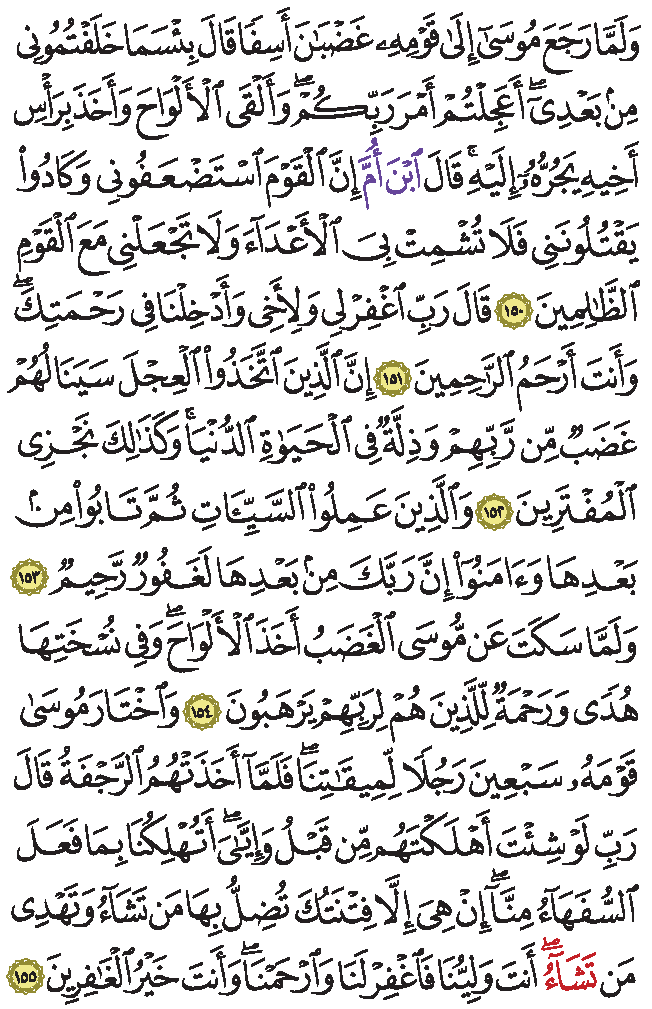 وَلَمَّا رَجَعَ مُوسَىٰٓ إِلَىٰ قَوْمِهِۦ غَضْبَٰنَ أَسِفًا قَالَ بِئْسَمَا خَلَفْتُمُونِى
مِنۢ بَعْدِىٓۖ أَعَجِلْتُمْ أَمْرَ رَبِّكُمْۖ وَأَلْقَى ٱلْأَلْوَاحَ وَأَخَذَ بِرَأْسِ
أَخِيهِ يَجُرُّهُۥٓ إِلَيْهِۚ قَالَ ٱبْنَ أُمَّ إِنَّ ٱلْقَوْمَ ٱسْتَضْعَفُونِى وَكَادُوا۟
يَقْتُلُونَنِى فَلَا تُشْمِتْ بِىَ ٱلْأَعْدَآءَ وَلَا تَجْعَلْنِى مَعَ ٱلْقَوْمِ
ٱلظَّٰلِمِينَ ١٥٠ قَالَ رَبِّ ٱغْفِرْ لِى وَلِأَخِى وَأَدْخِلْنَا فِى رَحْمَتِكَۖ
وَأَنتَ أَرْحَمُ ٱلرَّٰحِمِينَ ١٥١ إِنَّ ٱلَّذِينَ ٱتَّخَذُوا۟ ٱلْعِجْلَ سَيَنَالُهُمْ
غَضَبٌ مِّن رَّبِّهِمْ وَذِلَّةٌ فِى ٱلْحَيَوٰةِ ٱلدُّنْيَاۚ وَكَذَٰلِكَ نَجْزِى
ٱلْمُفْتَرِينَ ١٥٢ وَٱلَّذِينَ عَمِلُوا۟ ٱلسَّيِّـَٔاتِ ثُمَّ تَابُوا۟ مِنۢ
بَعْدِهَا وَءَامَنُوٓا۟ إِنَّ رَبَّكَ مِنۢ بَعْدِهَا لَغَفُورٌ رَّحِيمٌ ١٥٣
وَلَمَّا سَكَتَ عَن مُّوسَى ٱلْغَضَبُ أَخَذَ ٱلْأَلْوَاحَۖ وَفِى نُسْخَتِهَا
هُدًى وَرَحْمَةٌ لِّلَّذِينَ هُمْ لِرَبِّهِمْ يَرْهَبُونَ ١٥٤ وَٱخْتَارَ مُوسَىٰ
قَوْمَهُۥ سَبْعِينَ رَجُلًا لِّمِيقَٰتِنَاۖ فَلَمَّآ أَخَذَتْهُمُ ٱلرَّجْفَةُ قَالَ
رَبِّ لَوْ شِئْتَ أَهْلَكْتَهُم مِّن قَبْلُ وَإِيَّٰىَۖ أَتُهْلِكُنَا بِمَا فَعَلَ
ٱلسُّفَهَآءُ مِنَّآۖ إِنْ هِىَ إِلَّا فِتْنَتُكَ تُضِلُّ بِهَا مَن تَشَآءُ وَتَهْدِى
مَن تَشَآءُۖ أَنتَ وَلِيُّنَا فَٱغْفِرْ لَنَا وَٱرْحَمْنَاۖ وَأَنتَ خَيْرُ ٱلْغَٰفِرِينَ ١٥٥